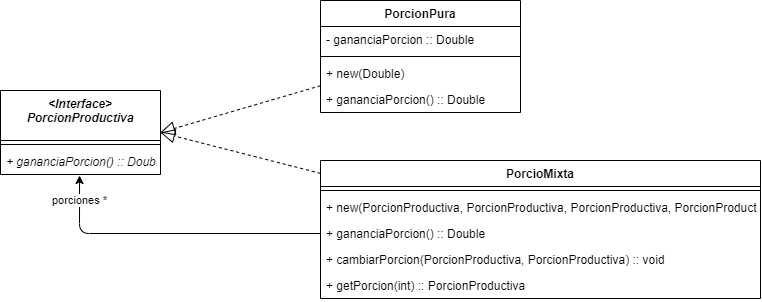 PorcionPura
- gananciaPorcion :: Double
+ new(Double)
+ gananciaPorcion() :: Double
<Interface>
PorcionProductiva
+ gananciaPorcion() :: Doub
porciones *
PorcioMixta
+ new(PorcionProductiva, PorcionProductiva, PorcionProductiva, PorcionProduct
+ gananciaPorcion() :: Double
+ cambiarPorcion(PorcionProductiva, PorcionProductiva) :: void
+ getPorcion(int) :: PorcionProductiva